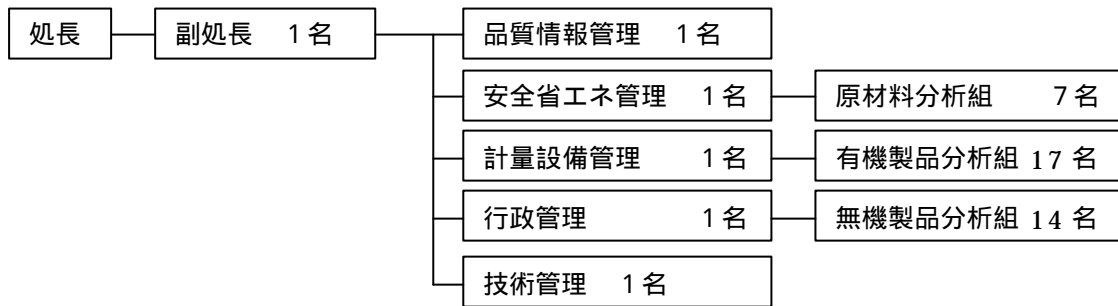 処長 副処長 1名 品質情報管理 1名
安全省エネ管理 1名 原材料分析組 7名
計量設備管理 1名 有機製品分析組 17 名
行政管理 1名 無機製品分析組 14 名
技術管理 1名